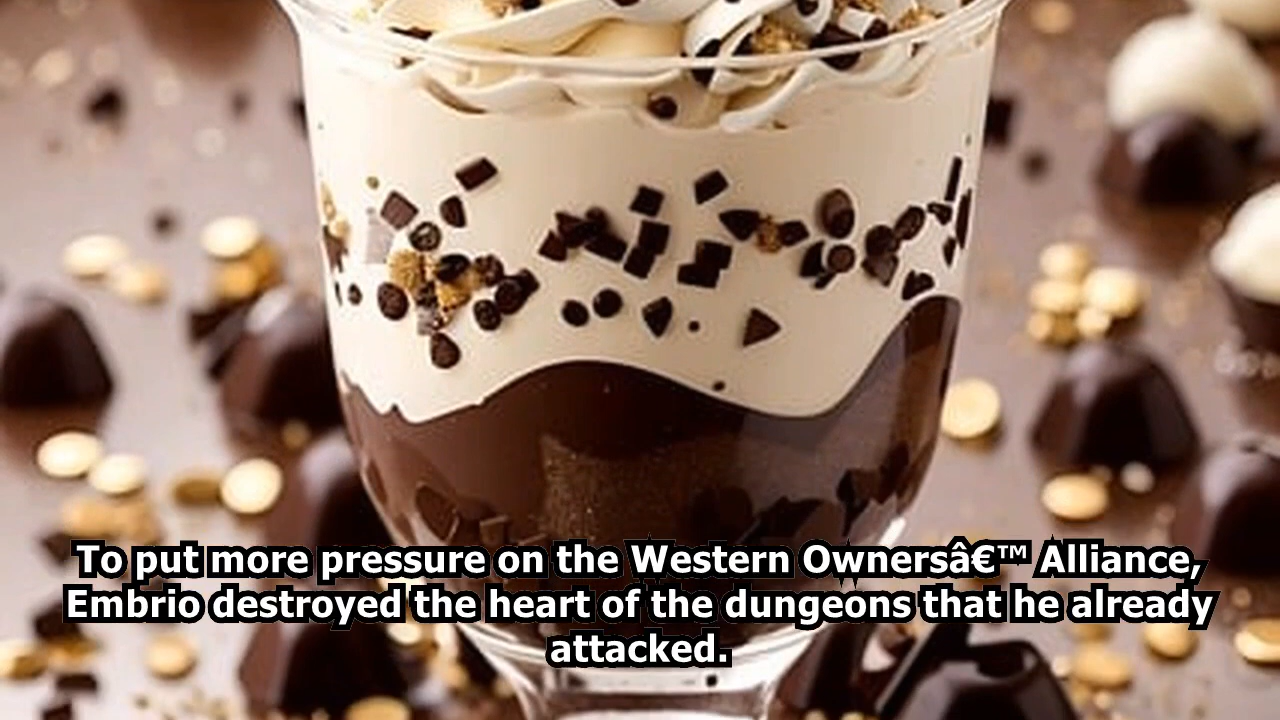 To put more pressure on the Western Ownersâ€™ Alliance,
Embrio destroyed the heart of the dungeons that he already
attacked.